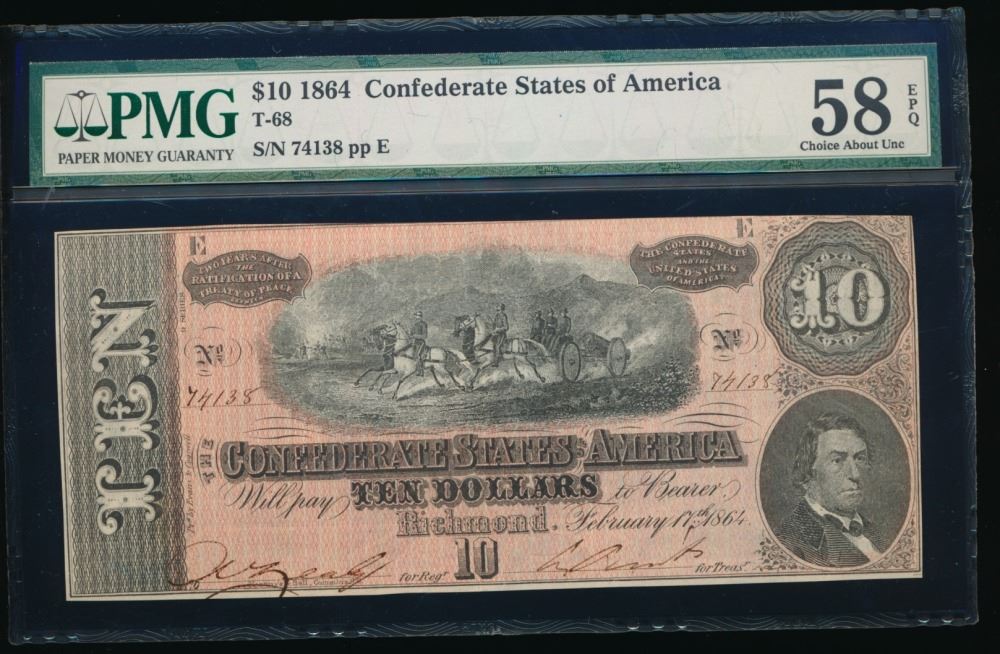 PMG
PAPER MONEY GUARANTY
$10 1864 Confederate States of America
T-68
S/N 74138 pp E
58
EPQ
Choice About Unc
E
E
TWO YEARS AFTER
THE
RATIFICATION OF A
TREATY OF PEACE
BETWEEN
THE CONFEDERATE
STATES
AND THE
UNITED STATES
OF AMERICA
10
TEN
Nº
74138
Nº
74138
THE
CONFEDERATE STATES OF AMERICA
Will pay TEN DOLLARS to Bearer
Richmond. February 17th 1864
10
for Regr.
for Treasr.